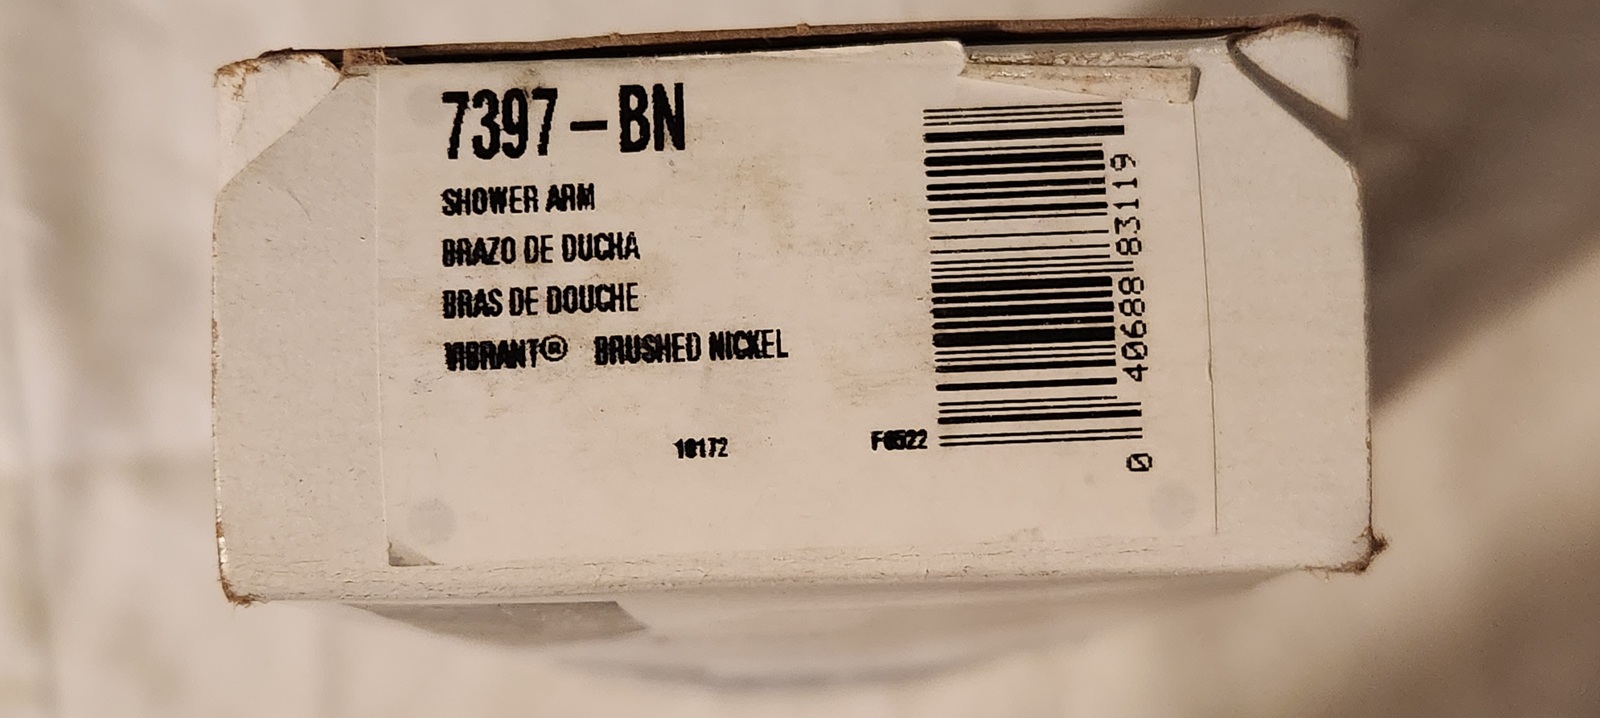 7397-BN
SHOWER ARM
BRAZO DE DUCHA
BRAS DE DOUCHE
VIBRANT® BRUSHED NICKEL
10172
F0522
0 40688 83119